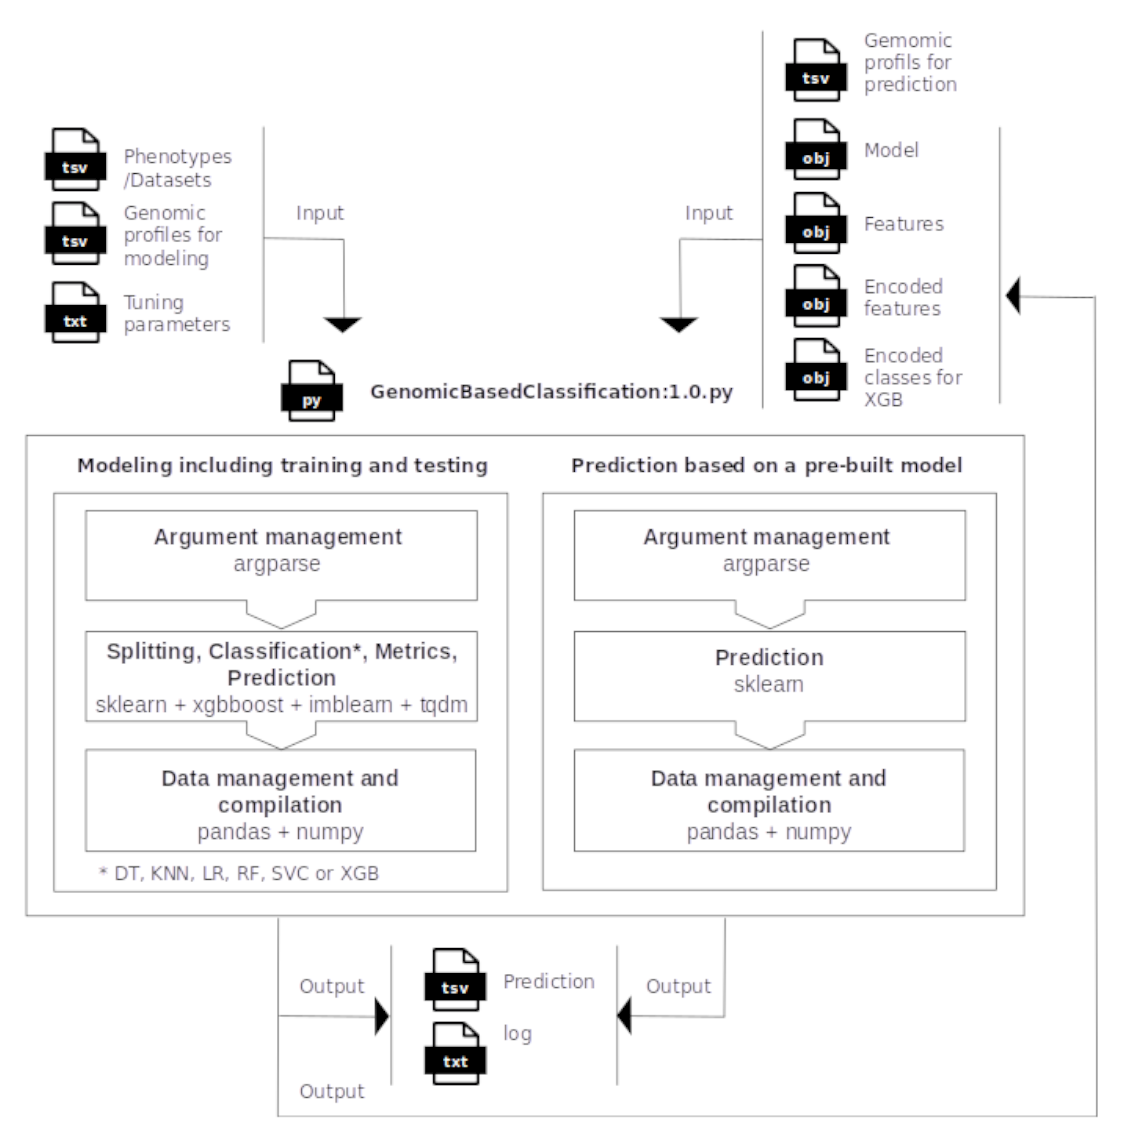 tsv
Gemomic
profils for
prediction
tsv
Phenotypes
/Datasets
obj
Model
tsv
Genomic
profiles for
modeling
Input
Input
obj
Features
txt
Tuning
parameters
obj
Encoded
features
py
GenomicBasedClassification:1.0.py
obj
Encoded
classes for
XGB
Modeling including training and testing
Argument management
argparse
Splitting, Classification*, Metrics,
Prediction
sklearn + xgbboost + imblearn + tqdm
Data management and
compilation
pandas + numpy
* DT, KNN, LR, RF, SVC or XGB
Prediction based on a pre-built model
Argument management
argparse
Prediction
sklearn
Data management and
compilation
pandas + numpy
Output
tsv
Prediction
Output
txt
log
Output